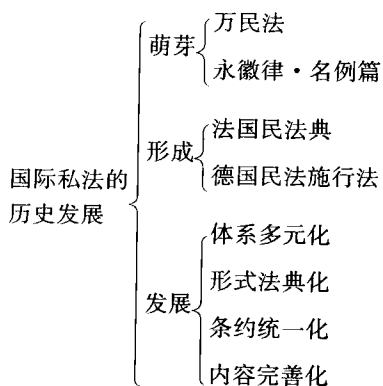 国际私法的
历史发展
萌芽
万民法
永徽律·名例篇
形成
法国民法典
德国民法施行法
发展
体系多元化
形式法典化
条约统一化
内容完善化